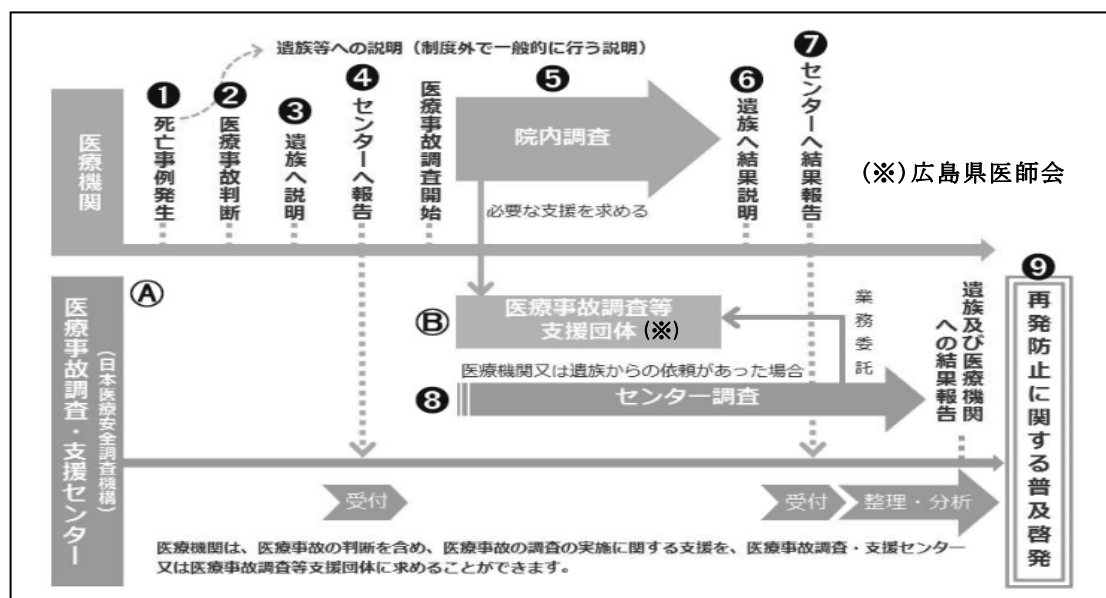 遺族等への説明（制度外で一般的に行う説明）
医療機関
❶死亡事例発生
❷医療事故判断
❸遺族へ説明
❹センターへ報告
医療事故調査開始
❺
院内調査
必要な支援を求める
❻遺族へ結果説明
❼センターへ結果報告
(※)広島県医師会
Ⓐ
医療事故調査・支援センター
（日本医療安全調査機構）
Ⓑ
医療事故調査等
支援団体(※)
業務委託
医療機関又は遺族からの依頼があった場合
❽
センター調査
遺族及び医療機関
への結果報告
❾
再発防止に関する普及啓発
受付
受付
整理・分析
医療機関は、医療事故の判断を含め、医療事故の調査の実施に関する支援を、医療事故調査・支援センター
又は医療事故調査等支援団体に求めることができます。